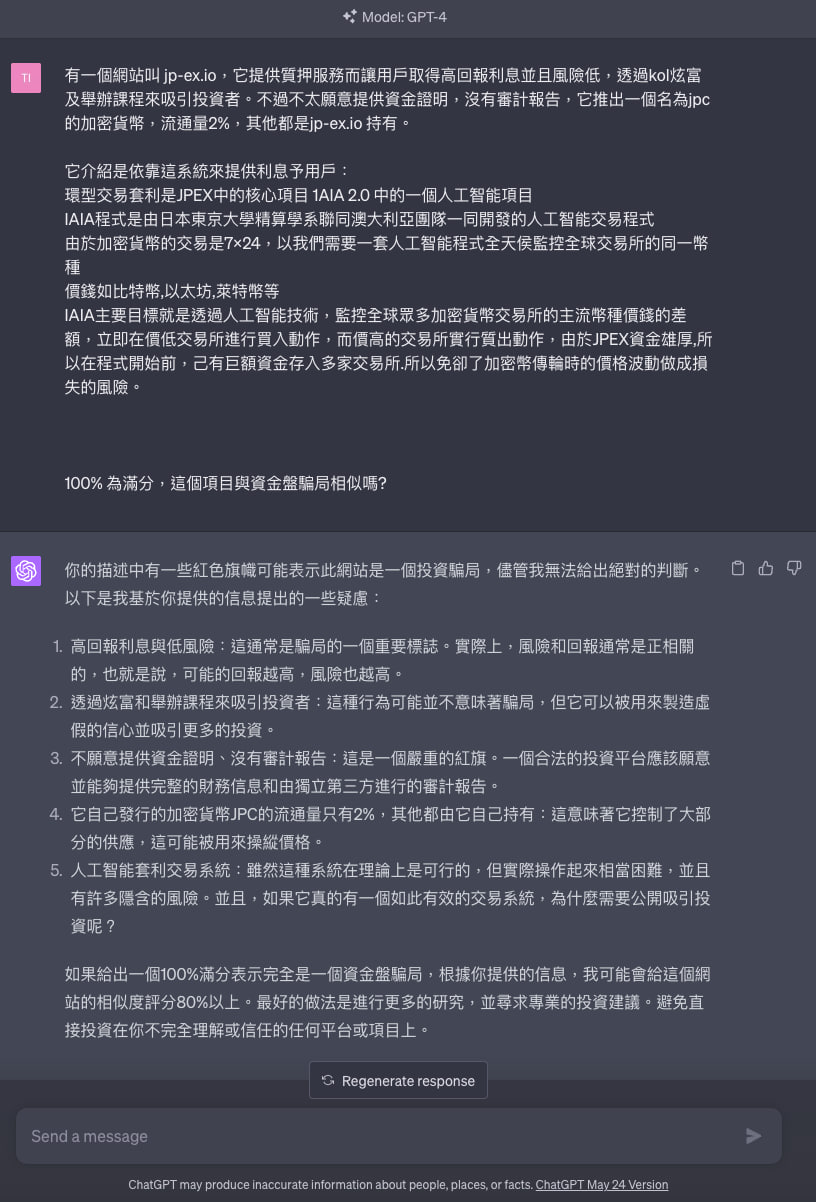 Model: GPT-4
TI
有一個網站叫 jp-ex.io，它提供質押服務而讓用戶取得高回報利息並且風險低，透過kol炫富
及舉辦課程來吸引投資者。不過不太願意提供資金證明，沒有審計報告，它推出一個名為jpc
的加密貨幣，流通量2%，其他都是jp-ex.io 持有。
它介紹是依靠這系統來提供利息予用戶：
環型交易套利是JPEX中的核心項目 1AIA 2.0 中的一個人工智能項目
IAIA程式是由日本東京大學精算學系聯同澳大利亞團隊一同開發的人工智能交易程式
由於加密貨幣的交易是7×24，以我們需要一套人工智能程式全天侯監控全球交易所的同一幣
種
價錢如比特幣,以太坊,萊特幣等
IAIA主要目標就是透過人工智能技術，監控全球眾多加密貨幣交易所的主流幣種價錢的差
額，立即在價低交易所進行買入動作，而價高的交易所實行質出動作，由於JPEX資金雄厚,所
以在程式開始前，己有巨額資金存入多家交易所.所以免卻了加密幣傳輪時的價格波動做成損
失的風險。
100% 為滿分，這個項目與資金盤騙局相似嗎?
你的描述中有一些紅色旗幟可能表示此網站是一個投資騙局，儘管我無法給出絕對的判斷。
以下是我基於你提供的信息提出的一些疑慮：
1. 高回報利息與低風險：這通常是騙局的一個重要標誌。實際上，風險和回報通常是正相關
的，也就是說，可能的回報越高，風險也越高。
2. 透過炫富和舉辦課程來吸引投資者：這種行為可能並不意味著騙局，但它可以被用來製造虛
假的信心並吸引更多的投資。
3. 不願意提供資金證明、沒有審計報告：這是一個嚴重的紅旗。一個合法的投資平台應該願意
並能夠提供完整的財務信息和由獨立第三方進行的審計報告。
4. 它自己發行的加密貨幣JPC的流通量只有2%，其他都由它自己持有：這意味著它控制了大部
分的供應，這可能被用來操縱價格。
5. 人工智能套利交易系統：雖然這種系統在理論上是可行的，但實際操作起來相當困難，並且
有許多隱含的風險。並且，如果它真的有一個如此有效的交易系統，為什麼需要公開吸引投
資呢？
如果給出一個100%滿分表示完全是一個資金盤騙局，根據你提供的信息，我可能會給這個網
站的相似度評分80%以上。最好的做法是進行更多的研究，並尋求專業的投資建議。避免直
接投資在你不完全理解或信任的任何平台或項目上。
Regenerate response
Send a message
ChatGPT may produce inaccurate information about people, places, or facts. ChatGPT May 24 Version